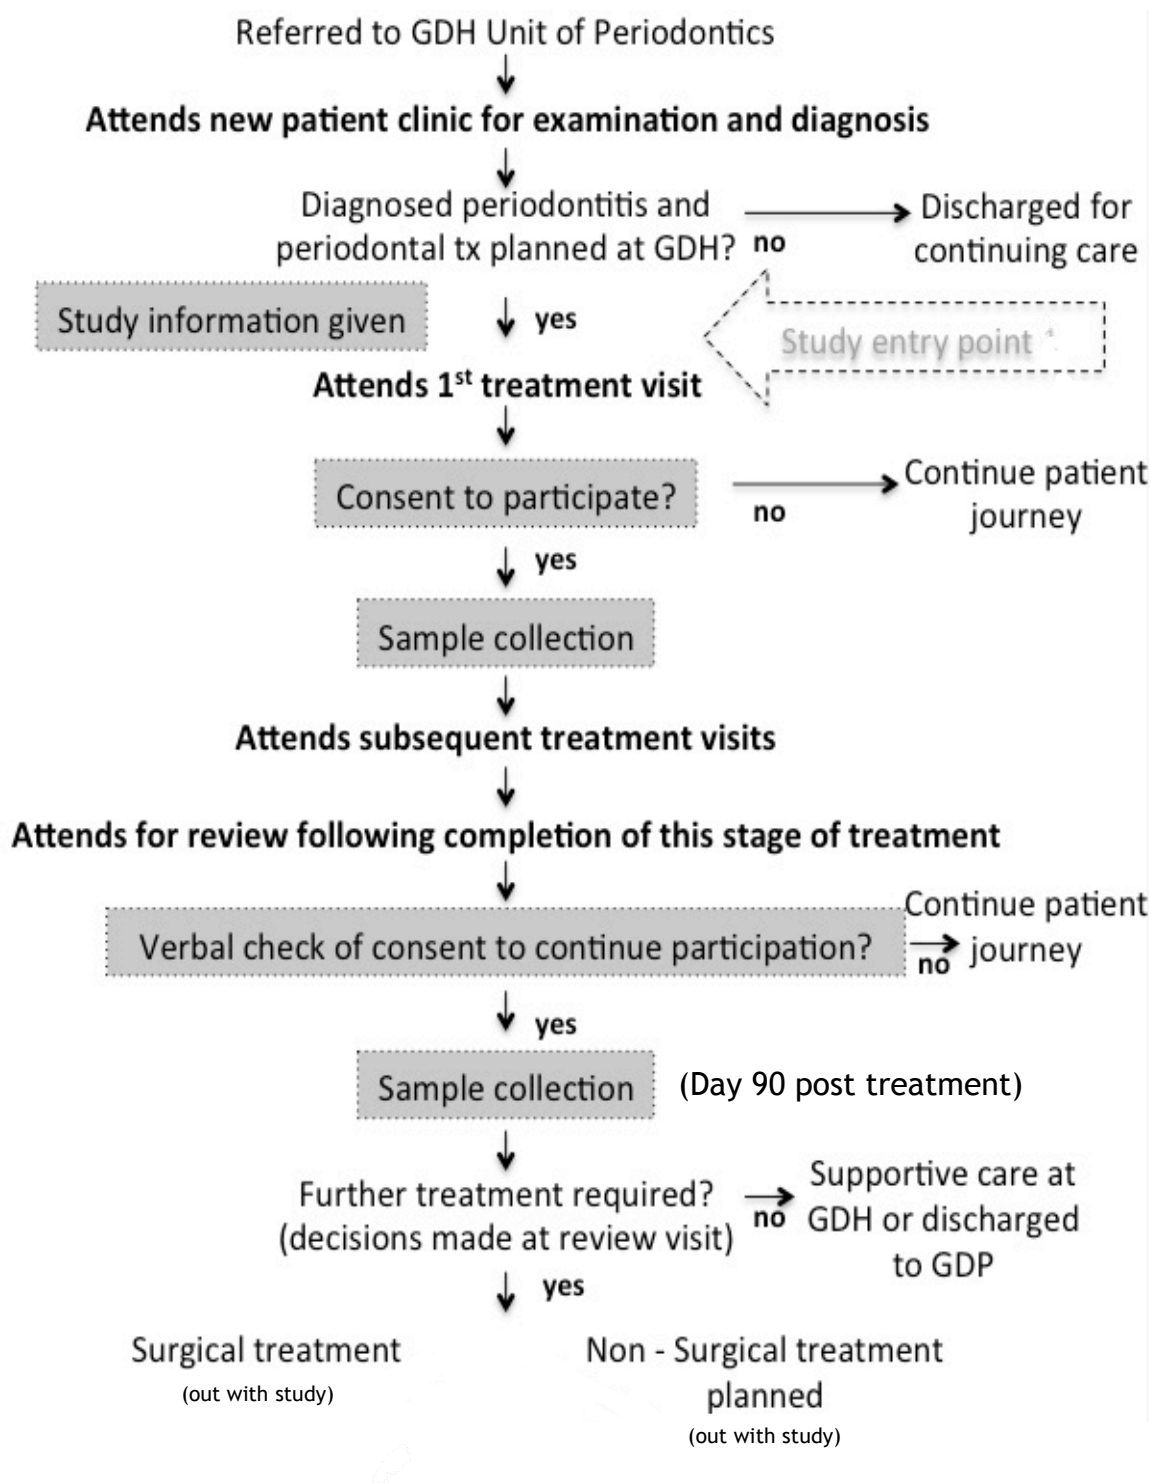 Referred to GDH Unit of Periodontics
Attends new patient clinic for examination and diagnosis
Diagnosed periodontitis and
periodontal tx planned at GDH?
no
Discharged for
continuing care
Study information given
yes
Study entry point
Attends 1st treatment visit
Consent to participate?
no
Continue patient
journey
yes
Sample collection
Attends subsequent treatment visits
Attends for review following completion of this stage of treatment
Verbal check of consent to continue participation?
no
Continue patient
journey
yes
Sample collection
(Day 90 post treatment)
Further treatment required?
(decisions made at review visit)
no
Supportive care at
GDH or discharged
to GDP
yes
Surgical treatment
(out with study)
Non - Surgical treatment
planned
(out with study)